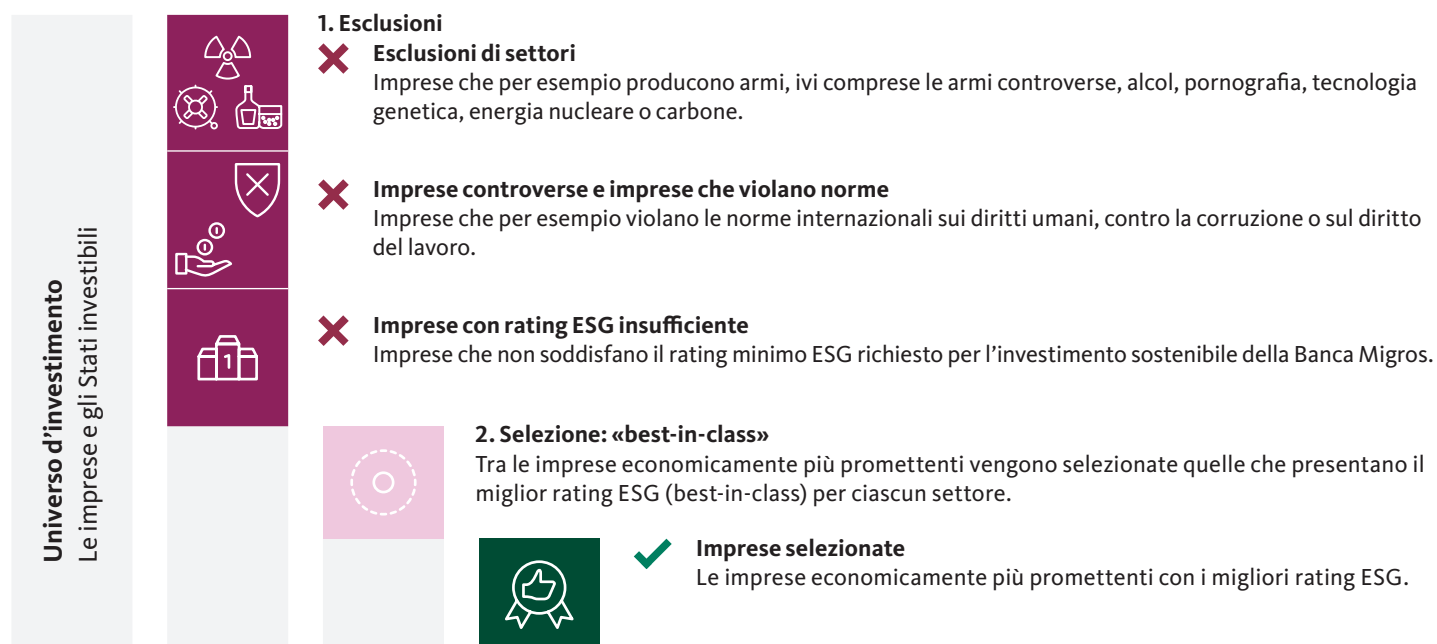 Universo d’investimento
Le imprese e gli Stati investibili
1. Esclusioni
Esclusioni di settori
Imprese che per esempio producono armi, ivi comprese le armi controverse, alcol, pornografia, tecnologia
genetica, energia nucleare o carbone.
Imprese controverse e imprese che violano norme
Imprese che per esempio violano le norme internazionali sui diritti umani, contro la corruzione o sul diritto
del lavoro.
1
Imprese con rating ESG insufficiente
Imprese che non soddisfano il rating minimo ESG richiesto per l’investimento sostenibile della Banca Migros.
2. Selezione: «best-in-class»
Tra le imprese economicamente più promettenti vengono selezionate quelle che presentano il
miglior rating ESG (best-in-class) per ciascun settore.
Imprese selezionate
Le imprese economicamente più promettenti con i migliori rating ESG.